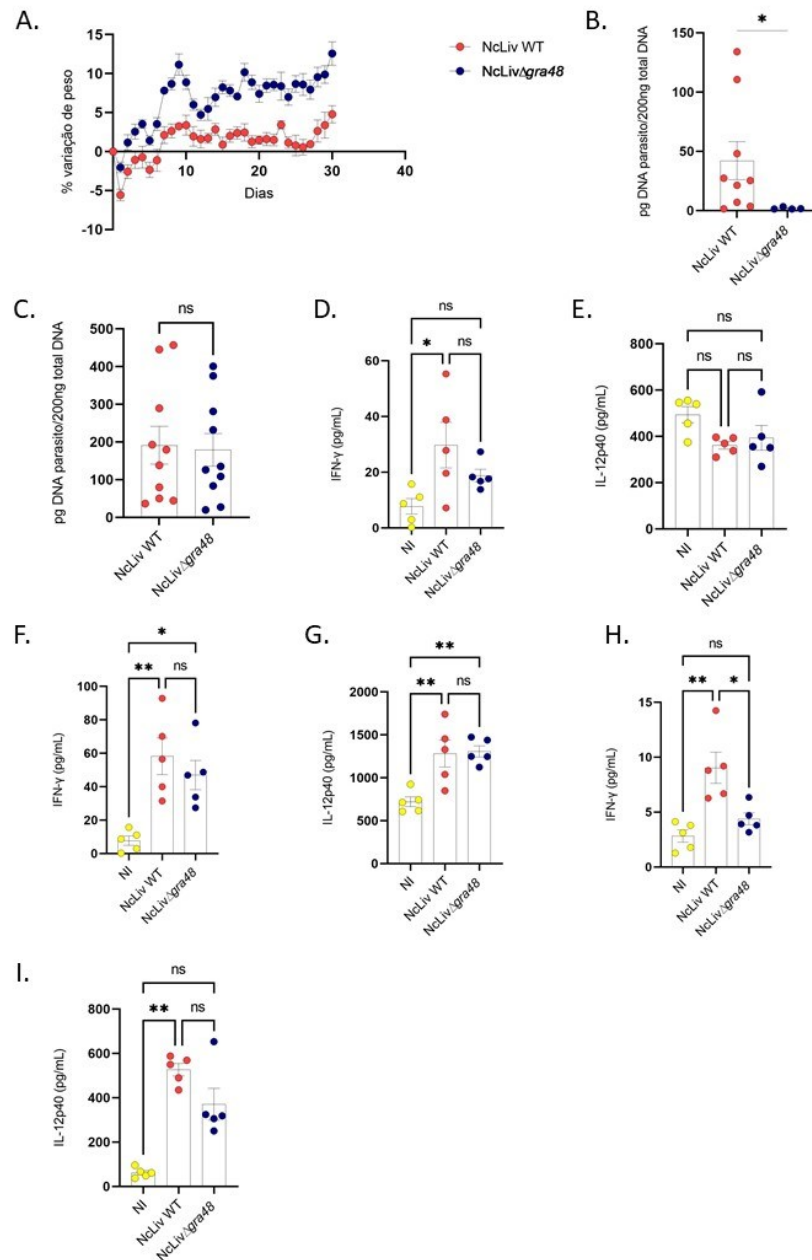 A.
% variação de peso
15
10
5
0
-5
-10
10
20
30
40
Dias
NcLiv WT
NcLivΔgra48
B.
pg DNA parasito/200ng total DNA
150
100
50
0
*
NcLiv WT
NcLivΔgra48
C.
pg DNA parasito/200ng total DNA
500
400
300
200
100
0
ns
NcLiv WT
NcLivΔgra48
D.
IFN-γ (pg/mL)
60
40
20
0
ns
* ns
NI
NcLiv WT
NcLivΔgra48
E.
IL-12p40 (pg/mL)
800
600
400
200
0
ns
ns ns
NI
NcLiv WT
NcLivΔgra48
F.
IFN-γ (pg/mL)
100
80
60
40
20
0
*
** ns
NI
NcLiv WT
NcLivΔgra48
G.
IL-12p40 (pg/mL)
2000
1500
1000
500
0
**
** ns
NI
NcLiv WT
NcLivΔgra48
H.
IFN-γ (pg/mL)
15
10
5
0
ns
** *
NI
NcLiv WT
NcLivΔgra48
I.
IL-12p40 (pg/mL)
800
600
400
200
0
ns
** ns
NI
NcLiv WT
NcLivΔgra48